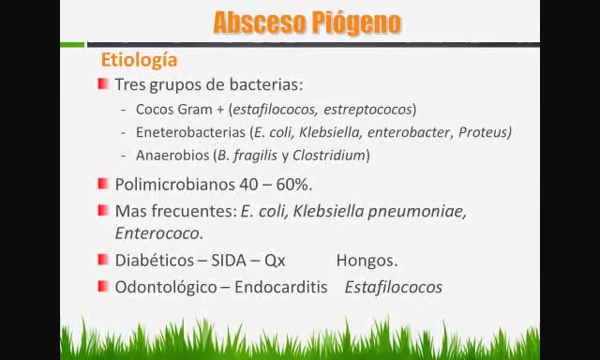 Absceso Piógeno
Etiología
Tres grupos de bacterias:
- Cocos Gram + (estafilococos, estreptococos)
- Eneterobacterias (E. coli, Klebsiella, enterobacter, Proteus)
- Anaerobios (B. fragilis y Clostridium)
Polimicrobianos 40 – 60%.
Mas frecuentes: E. coli, Klebsiella pneumoniae,
Enterococo.
Diabéticos – SIDA – Qx Hongos.
Odontológico – Endocarditis Estafilococos